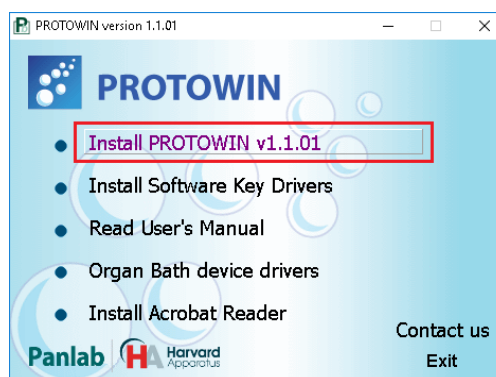 PROTOWIN version 1.1.01
PROTOWIN
Install PROTOWIN v1.1.01
Install Software Key Drivers
Read User's Manual
Organ Bath device drivers
Install Acrobat Reader
Contact us
Panlab HA Harvard
Apparatus
Exit